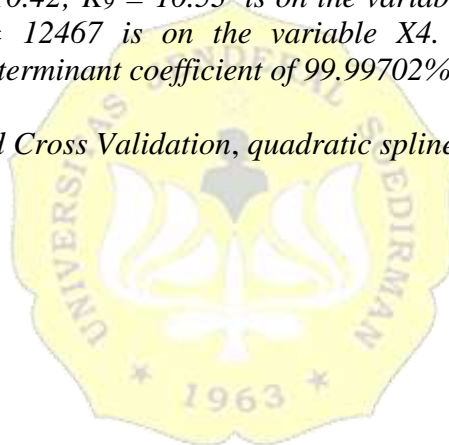 10.42, K9 = 10.53 is on the variab
12467 is on the variable X4.
terminant coefficient of 99.99702%
d Cross Validation, quadratic spline
UNIVERSITAS JENDERAL SOEDIRMAN
* 1963 *